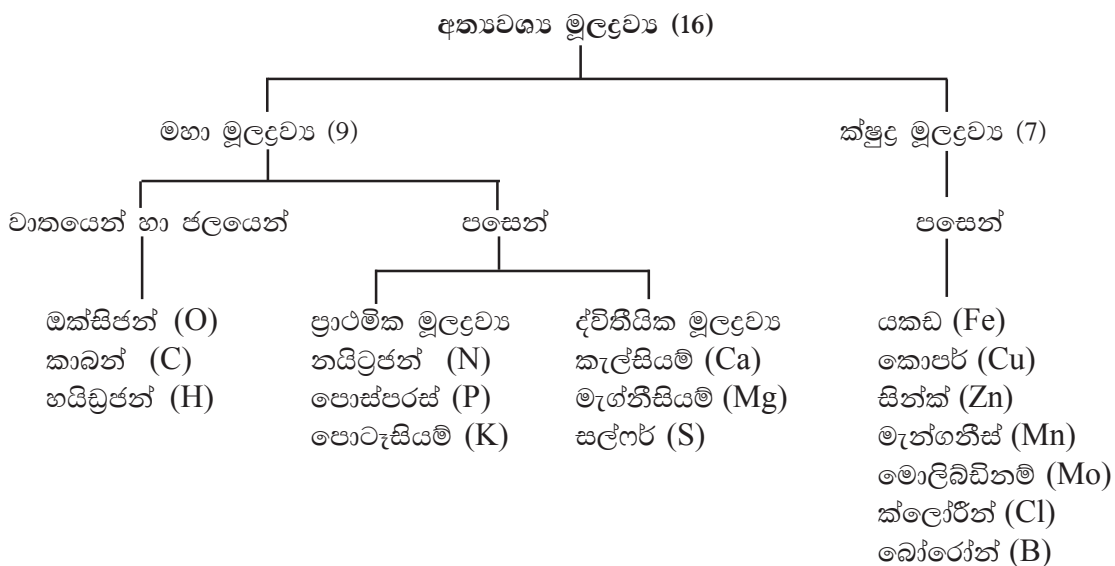 අත්‍යවශ්‍ය මූලද්‍රව්‍ය (16)
මහා මූලද්‍රව්‍ය (9)
ක්ෂුද්‍ර මූලද්‍රව්‍ය (7)
වාතයෙන් හා ජලයෙන්
පසෙන්
පසෙන්
ඔක්සිජන් (O)
කාබන් (C)
හයිඩ්‍රජන් (H)
ප්‍රාථමික මූලද්‍රව්‍ය
නයිට්‍රජන් (N)
පොස්පරස් (P)
පොටෑසියම් (K)
ද්විතීයික මූලද්‍රව්‍ය
කැල්සියම් (Ca)
මැග්නීසියම් (Mg)
සල්ෆර් (S)
යකඩ (Fe)
කොපර් (Cu)
සින්ක් (Zn)
මැන්ගනීස් (Mn)
මොලිබ්ඩිනම් (Mo)
ක්ලෝරීන් (Cl)
බෝරෝන් (B)